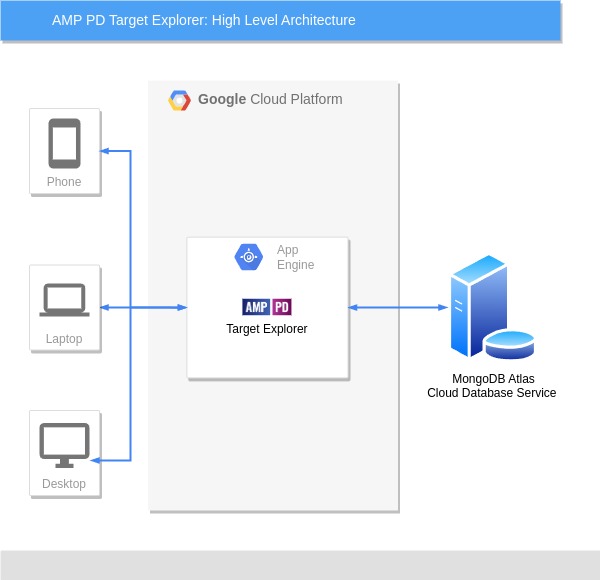 AMP PD Target Explorer: High Level Architecture
Google Cloud Platform
Phone
App
Engine
AMP PD
Target Explorer
Laptop
MongoDB Atlas
Cloud Database Service
Desktop